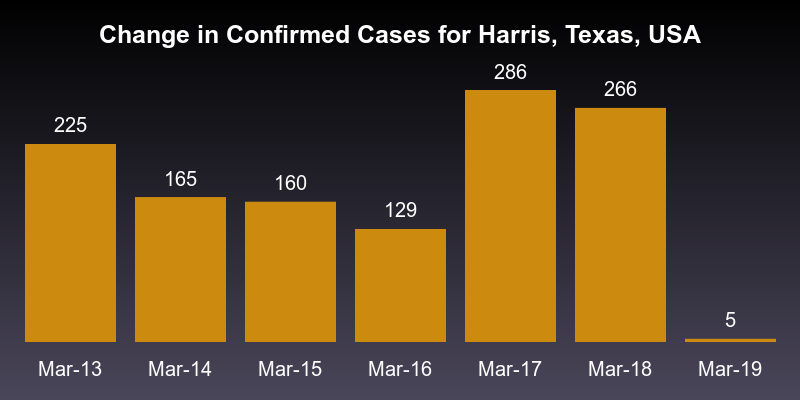 Change in Confirmed Cases for Harris, Texas, USA
225
165
160
129
286
266
5
Mar-13
Mar-14
Mar-15
Mar-16
Mar-17
Mar-18
Mar-19